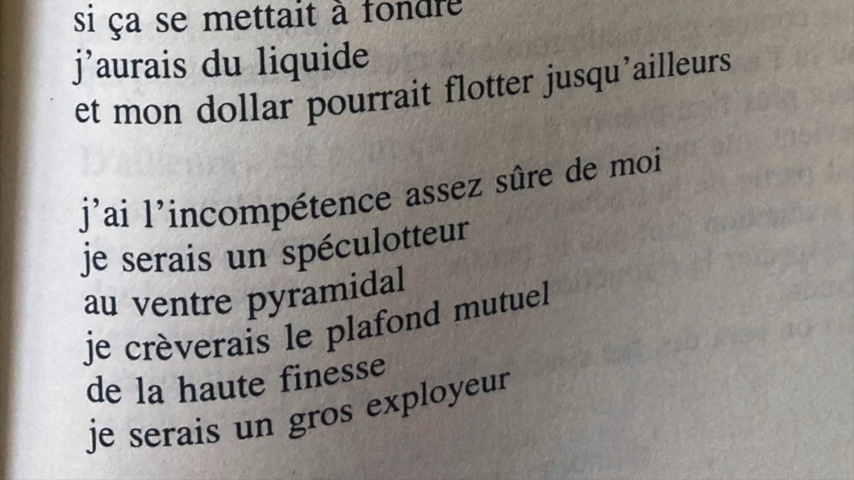 si ça se mettait à fondre
j'aurais du liquide
et mon dollar pourrait flotter jusqu'ailleurs
j'ai l'incompétence assez sûre de moi
je serais un spéculotteur
au ventre pyramidal
je crèverais le plafond mutuel
de la haute finesse
je serais un gros exployeur